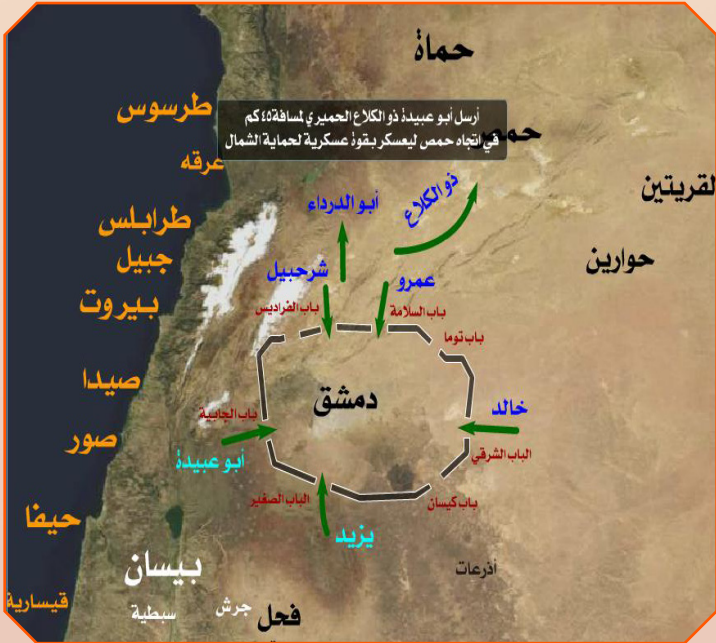 حماة
أرسل أبو عبيدة ذو الكلاع الحميري لمسافة ٤٥ كم
في اتجاه حمص ليعسكر بقوة عسكرية لحماية الشمال
حمص
طرسوس
عرقه
القريتين
ذو الكلاع
أبو الدرداء
طرابلس
جبيل
حوارين
شرحبيل
عمرو
بيروت
باب الفراديس
باب السلامة
باب توما
صيدا
دمشق
خالد
باب الجابية
صور
أبو عبيدة
الباب الشرقي
الباب الصغير
باب كيسان
حيفا
يزيد
بيسان
أذرعات
قيسارية
سبطية
جرش
فحل